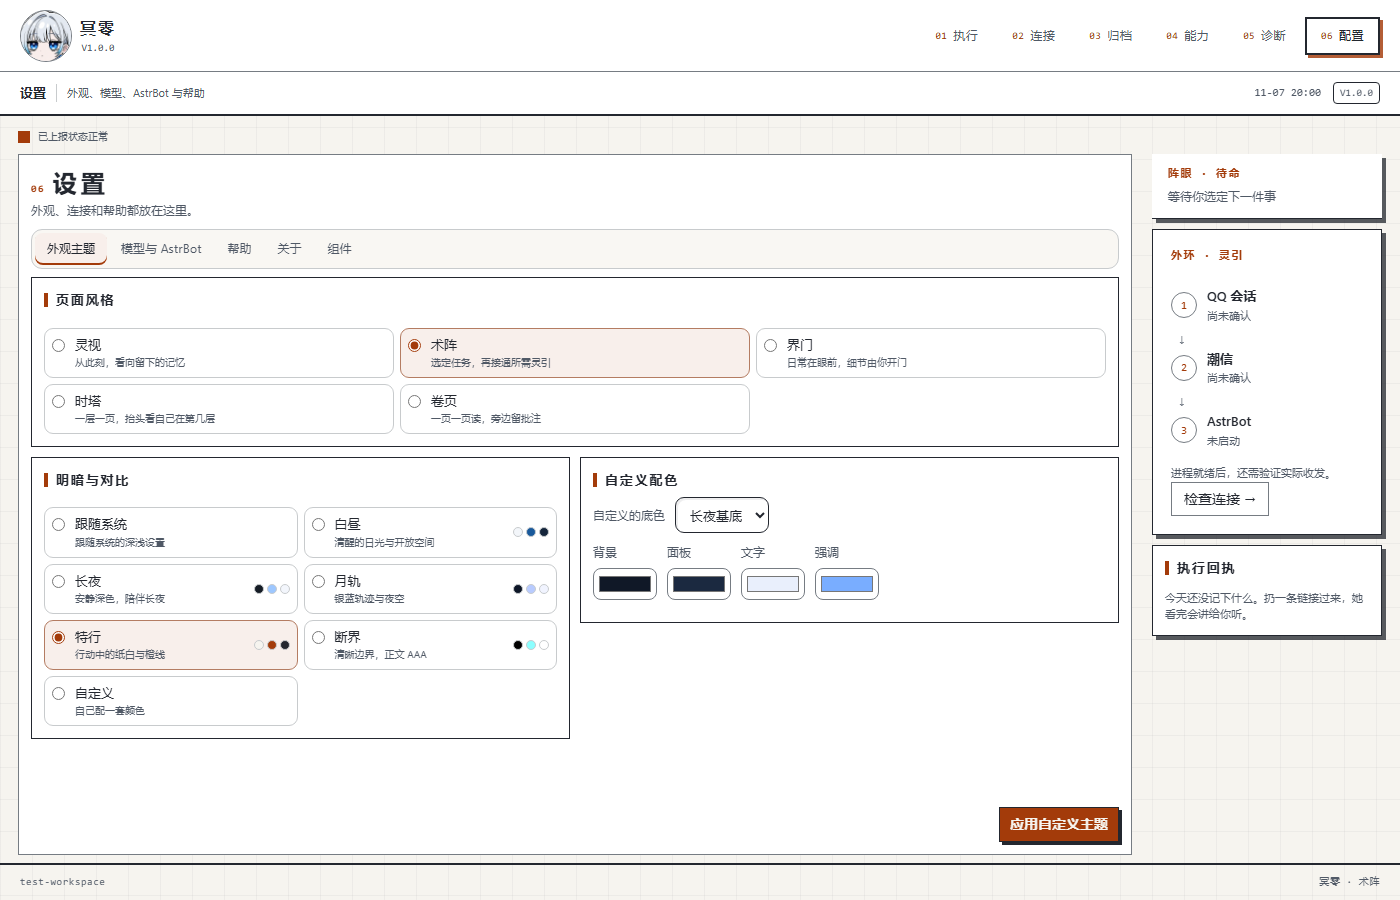 冥零
V1.0.0
01 执行
02 连接
03 归档
04 能力
05 诊断
06 配置
设置
外观、模型、AstrBot 与帮助
11-07 20:00
V1.0.0
已上报状态正常
06 设置
外观、连接和帮助都放在这里。
外观主题
模型与 AstrBot
帮助
关于
组件
页面风格
灵视
从此刻，看向留下的记忆
术阵
选定任务，再接通所需灵引
界门
日常在眼前，细节由你开门
时塔
一层一页，抬头看自己在第几层
卷页
一页一页读，旁边留批注
明暗与对比
跟随系统
跟随系统的深浅设置
白昼
清醒的日光与开放空间
长夜
安静深色，陪伴长夜
月轨
银蓝轨迹与夜空
特行
行动中的纸白与橙线
断界
清晰边界，正文 AAA
自定义
自己配一套颜色
自定义配色
自定义的底色
长夜基底
背景
面板
文字
强调
应用自定义主题
阵眼 · 待命
等待你选定下一件事
外环 · 灵引
1
QQ 会话
尚未确认
↓
2
潮信
尚未确认
↓
3
AstrBot
未启动
进程就绪后，还需验证实际收发。
检查连接 →
执行回执
今天还没记下什么。扔一条链接过来，她
看完会讲给你听。
test-workspace
冥零 · 术阵